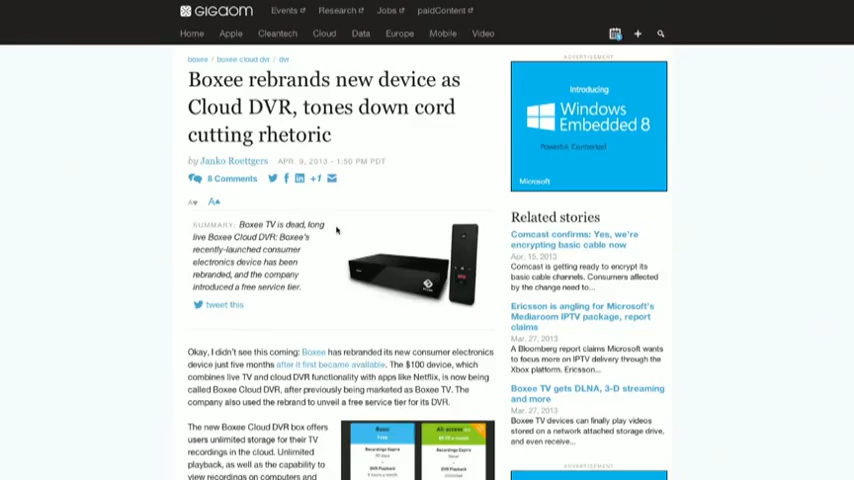 GIGAOM Events Research Jobs paidContent
Home Apple Cleantech Cloud Data Europe Mobile Video
boxee / boxee cloud dvr / dvr
Boxee rebrands new device as
Cloud DVR, tones down cord
cutting rhetoric
by Janko Roettgers APR. 9, 2013 - 1:50 PM PDT
8 Comments +1
A A
SUMMARY: Boxee TV is dead, long
live Boxee Cloud DVR: Boxee's
recently-launched consumer
electronics device has been
rebranded, and the company
introduced a free service tier.
tweet this
Okay, I didn't see this coming: Boxee has rebranded its new consumer electronics
device just five months after it first became available. The $100 device, which
combines live TV and cloud DVR functionality with apps like Netflix, is now being
called Boxee Cloud DVR, after previously being marketed as Boxee TV. The
company also used the rebrand to unveil a free service tier for its DVR.
The new Boxee Cloud DVR box offers
users unlimited storage for their TV
recordings in the cloud. Unlimited
playback, as well as the capability to
view recordings on computers and
ADVERTISEMENT
Introducing
Windows
Embedded 8
Powerful. Connected
Microsoft
Related stories
Comcast confirms: Yes, we're
encrypting basic cable now
Apr. 15, 2013
Comcast is getting ready to encrypt its
basic cable channels. Consumers affected
by the change need to...
Ericsson is angling for Microsoft's
Mediaroom IPTV package, report
claims
Mar. 27, 2013
A Bloomberg report claims Microsoft wants
to focus more on IPTV delivery through the
Xbox platform. Ericsson...
Boxee TV gets DLNA, 3-D streaming
and more
Mar. 27, 2013
Boxee TV devices can finally play videos
stored on a network attached storage drive,
and even receive...
ADVERTISEMENT